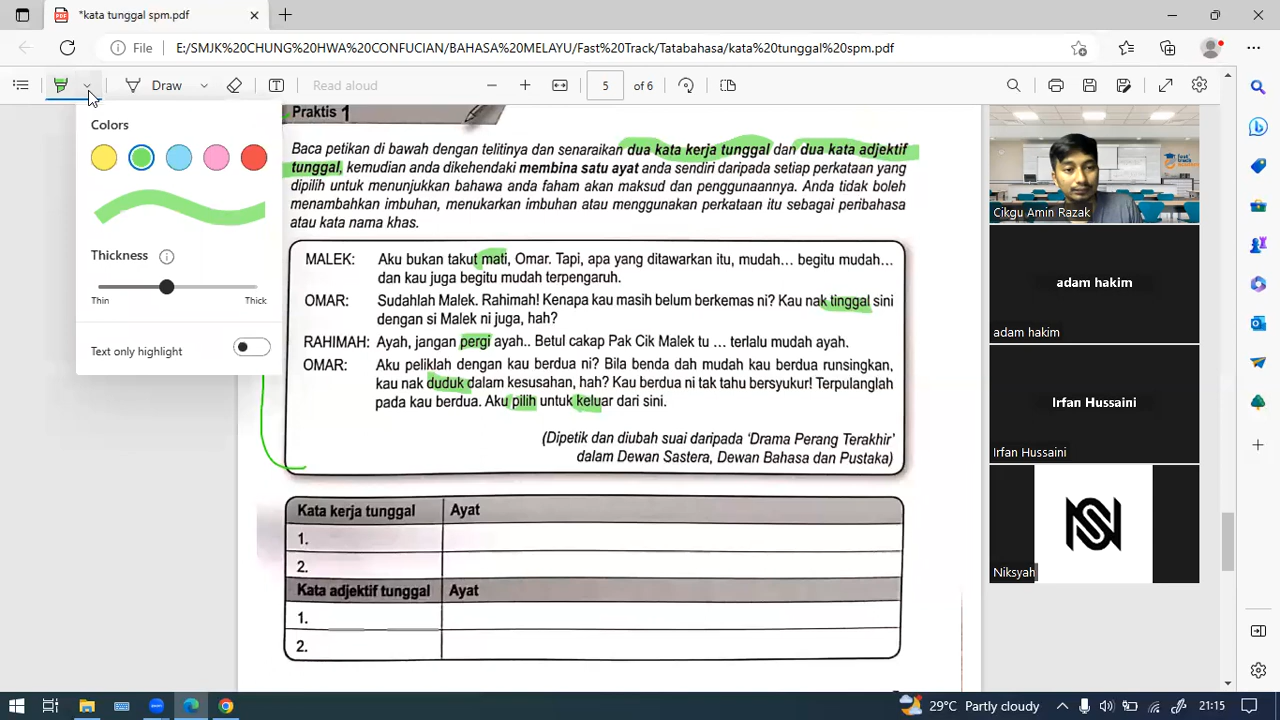 *kata tunggal spm.pdf
File E:/SMJK%20CHUNG%20HWA%20CONFUCIAN/BAHASA%20MELAYU/Fast%20Track/Tatabahasa/kata%20tunggal%20spm.pdf
Draw Read aloud 5 of 6
Colors
Thickness
Thin Thick
Text only highlight
Praktis 1
Baca petikan di bawah dengan telitinya dan senaraikan dua kata kerja tunggal dan dua kata adjektif
tunggal, kemudian anda dikehendaki membina satu ayat anda sendiri daripada setiap perkataan yang
dipilih untuk menunjukkan bahawa anda faham akan maksud dan penggunaannya. Anda tidak boleh
menambahkan imbuhan, menukarkan imbuhan atau menggunakan perkataan itu sebagai peribahasa
atau kata nama khas.
MALEK: Aku bukan takut mati, Omar. Tapi, apa yang ditawarkan itu, mudah... begitu mudah...
dan kau juga begitu mudah terpengaruh.
OMAR: Sudahlah Malek. Rahimah! Kenapa kau masih belum berkemas ni? Kau nak tinggal sini
dengan si Malek ni juga, hah?
RAHIMAH: Ayah, jangan pergi ayah.. Betul cakap Pak Cik Malek tu ... terlalu mudah ayah.
OMAR: Aku peliklah dengan kau berdua ni? Bila benda dah mudah kau berdua runsingkan,
kau nak duduk dalam kesusahan, hah? Kau berdua ni tak tahu bersyukur! Terpulanglah
pada kau berdua. Aku pilih untuk keluar dari sini.
(Dipetik dan diubah suai daripada 'Drama Perang Terakhir'
dalam Dewan Sastera, Dewan Bahasa dan Pustaka)
Kata kerja tunggal Ayat
1.
2.
Kata adjektif tunggal Ayat
1.
2.
Cikgu Amin Razak
adam hakim
adam hakim
Irfan Hussaini
Irfan Hussaini
NS
Niksyah
29°C Partly cloudy 21:15